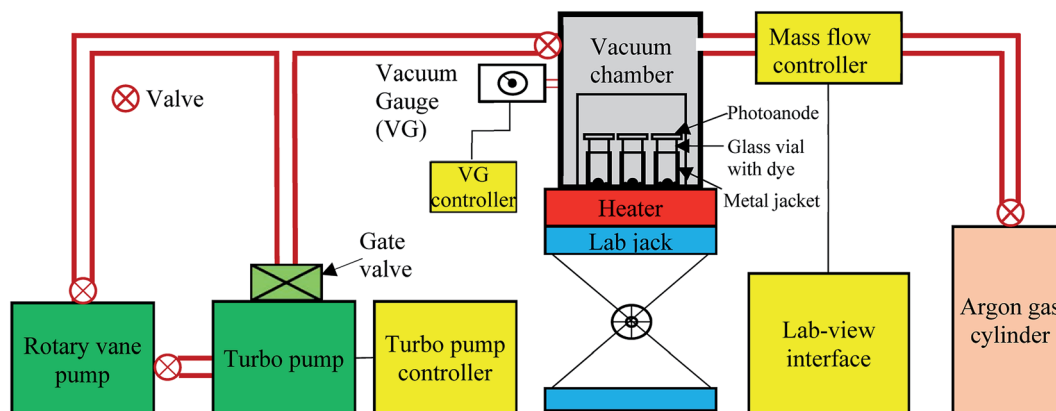 Valve
Vacuum
Gauge
(VG)
VG
controller
Vacuum
chamber
Mass flow
controller
Photoanode
Glass vial
with dye
Metal jacket
Heater
Lab jack
Gate
valve
Rotary vane
pump
Turbo pump
Turbo pump
controller
Lab-view
interface
Argon gas
cylinder